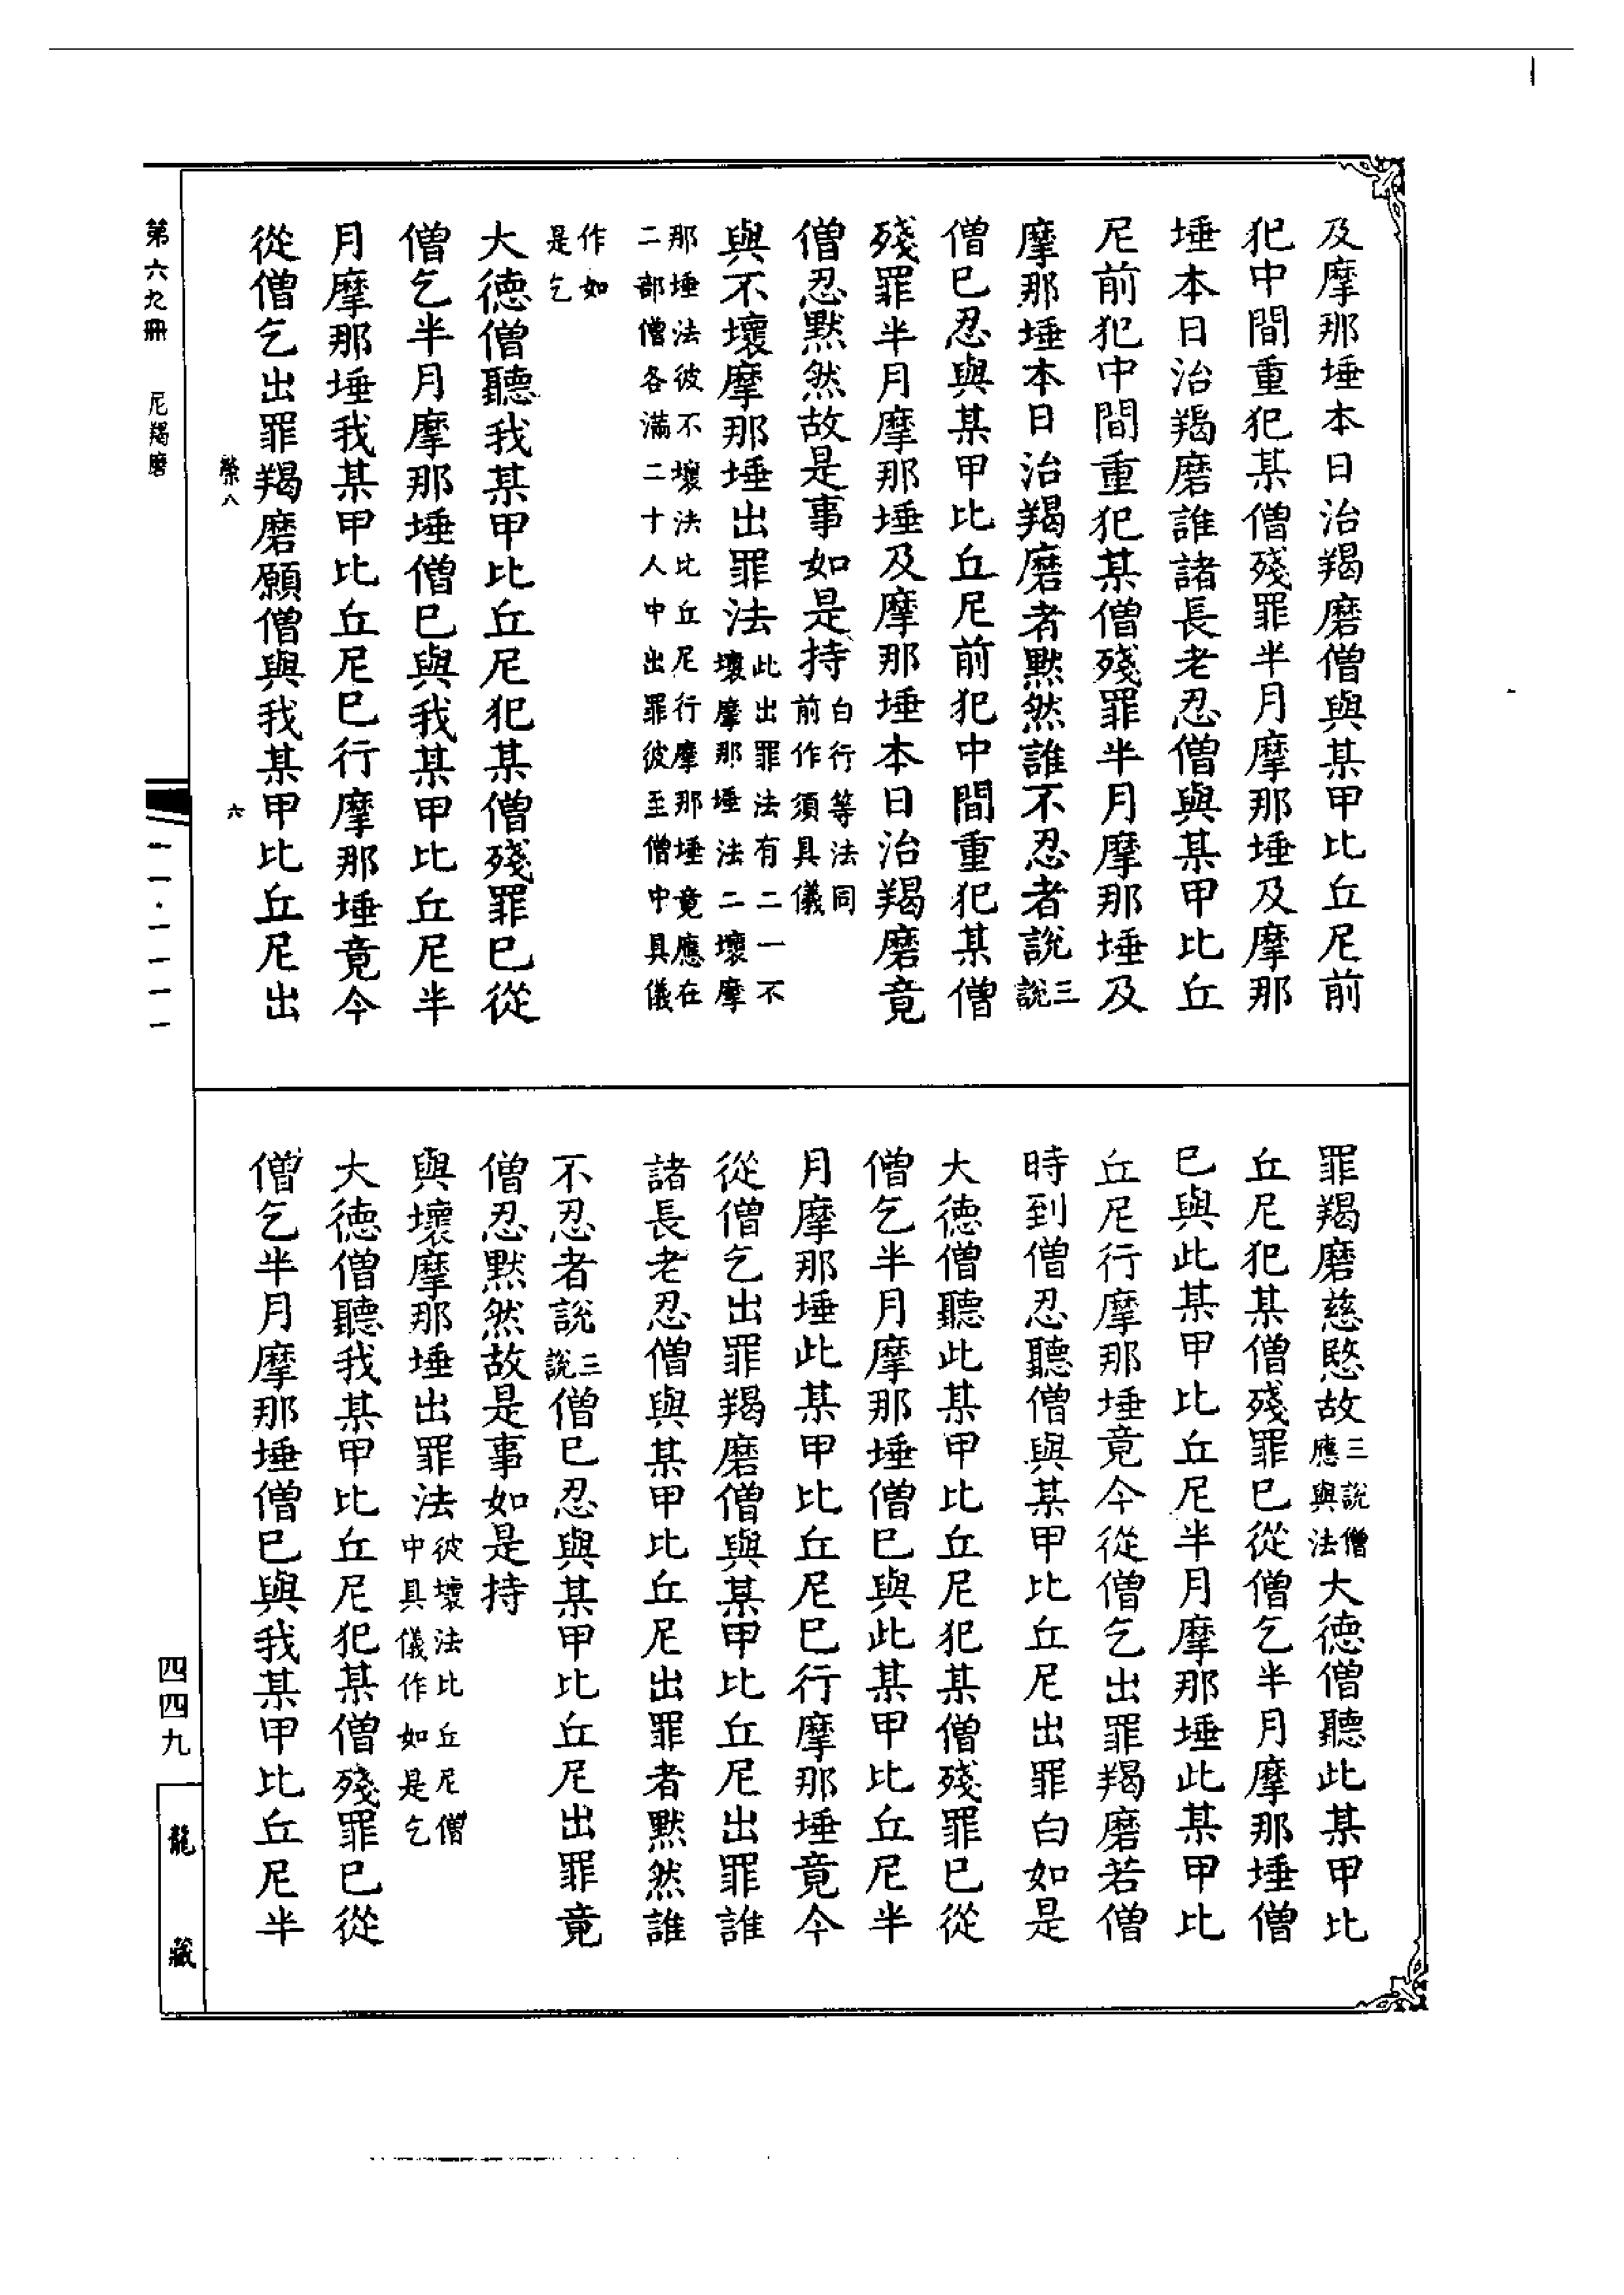 及摩那埵本日治羯磨僧與某甲比丘尼前
犯中間重犯某僧殘罪半月摩那埵及摩那
埵本日治羯磨誰諸長老忍僧與某甲比丘
尼前犯中間重犯某僧殘罪半月摩那埵及
摩那埵本日治羯磨者默然誰不忍者說三說
僧巳忍與某甲比丘尼前犯中間重犯某僧
殘罪半月摩那埵及摩那埵本日治羯磨竟
僧忍默然故是事如是持白行等法同前作須具儀
與不壞摩那埵出罪法此出罪法有二一不壞摩那埵法二壞摩
那埵法彼不壞法比丘尼行摩那埵竟應在二部僧各滿二十人中出罪彼至僧中具儀
作如是乞
大德僧聽我某甲比丘尼犯某僧殘罪巳從
僧乞半月摩那埵僧巳與我某甲比丘尼半
月摩那埵我某甲比丘尼巳行摩那埵竟今
從僧乞出罪羯磨願僧與我某甲比丘尼出
罪羯磨慈愍故三說僧應與法大德僧聽此某甲比
丘尼犯某僧殘罪巳從僧乞半月摩那埵僧
巳與此某甲比丘尼半月摩那埵此某甲比
丘尼行摩那埵竟今從僧乞出罪羯磨若僧
時到僧忍聽僧與某甲比丘尼出罪白如是
大德僧聽此某甲比丘尼犯某僧殘罪巳從
僧乞半月摩那埵僧巳與此某甲比丘尼半
月摩那埵此某甲比丘尼巳行摩那埵竟今
從僧乞出罪羯磨僧與某甲比丘尼出罪誰
諸長老忍僧與某甲比丘尼出罪者默然誰
不忍者說三說僧巳忍與某甲比丘尼出罪竟
僧忍默然故是事如是持
與壞摩那埵出罪法彼壞法比丘尼僧中具儀作如是乞
大德僧聽我某甲比丘尼犯某僧殘罪巳從
僧乞半月摩那埵僧巳與我某甲比丘尼半
第六九冊 尼羯磨
八
六
一一·一一一一
四四九
龍藏